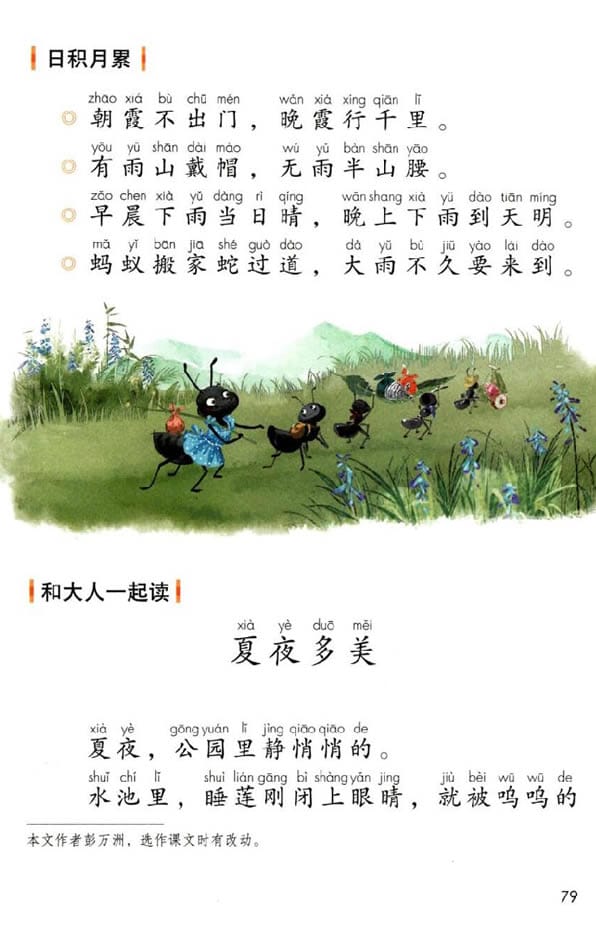 日积月累
zhāo xiá bù chū mén wǎn xiá xíng qiān lǐ
◎ 朝霞不出门，晚霞行千里。
yǒu yǔ shān dài mào wú yǔ bàn shān yāo
◎ 有雨山戴帽，无雨半山腰。
zǎo chen xià yǔ dàng rì qíng wǎn shang xià yǔ dào tiān míng
◎ 早晨下雨当日晴，晚上下雨到天明。
mǎ yǐ bān jiā shé guò dào dà yǔ bù jiǔ yào lái dào
◎ 蚂蚁搬家蛇过道，大雨不久要来到。
和大人一起读
xià yè duō měi
夏夜多美
xià yè gōng yuán lǐ jìng qiāo qiāo de
夏夜，公园里静悄悄的。
shuǐ chí lǐ shuì lián gāng bì shàng yǎn jing jiù bèi wū wū de
水池里，睡莲刚闭上眼睛，就被呜呜的
本文作者彭万洲，选作课文时有改动。
79